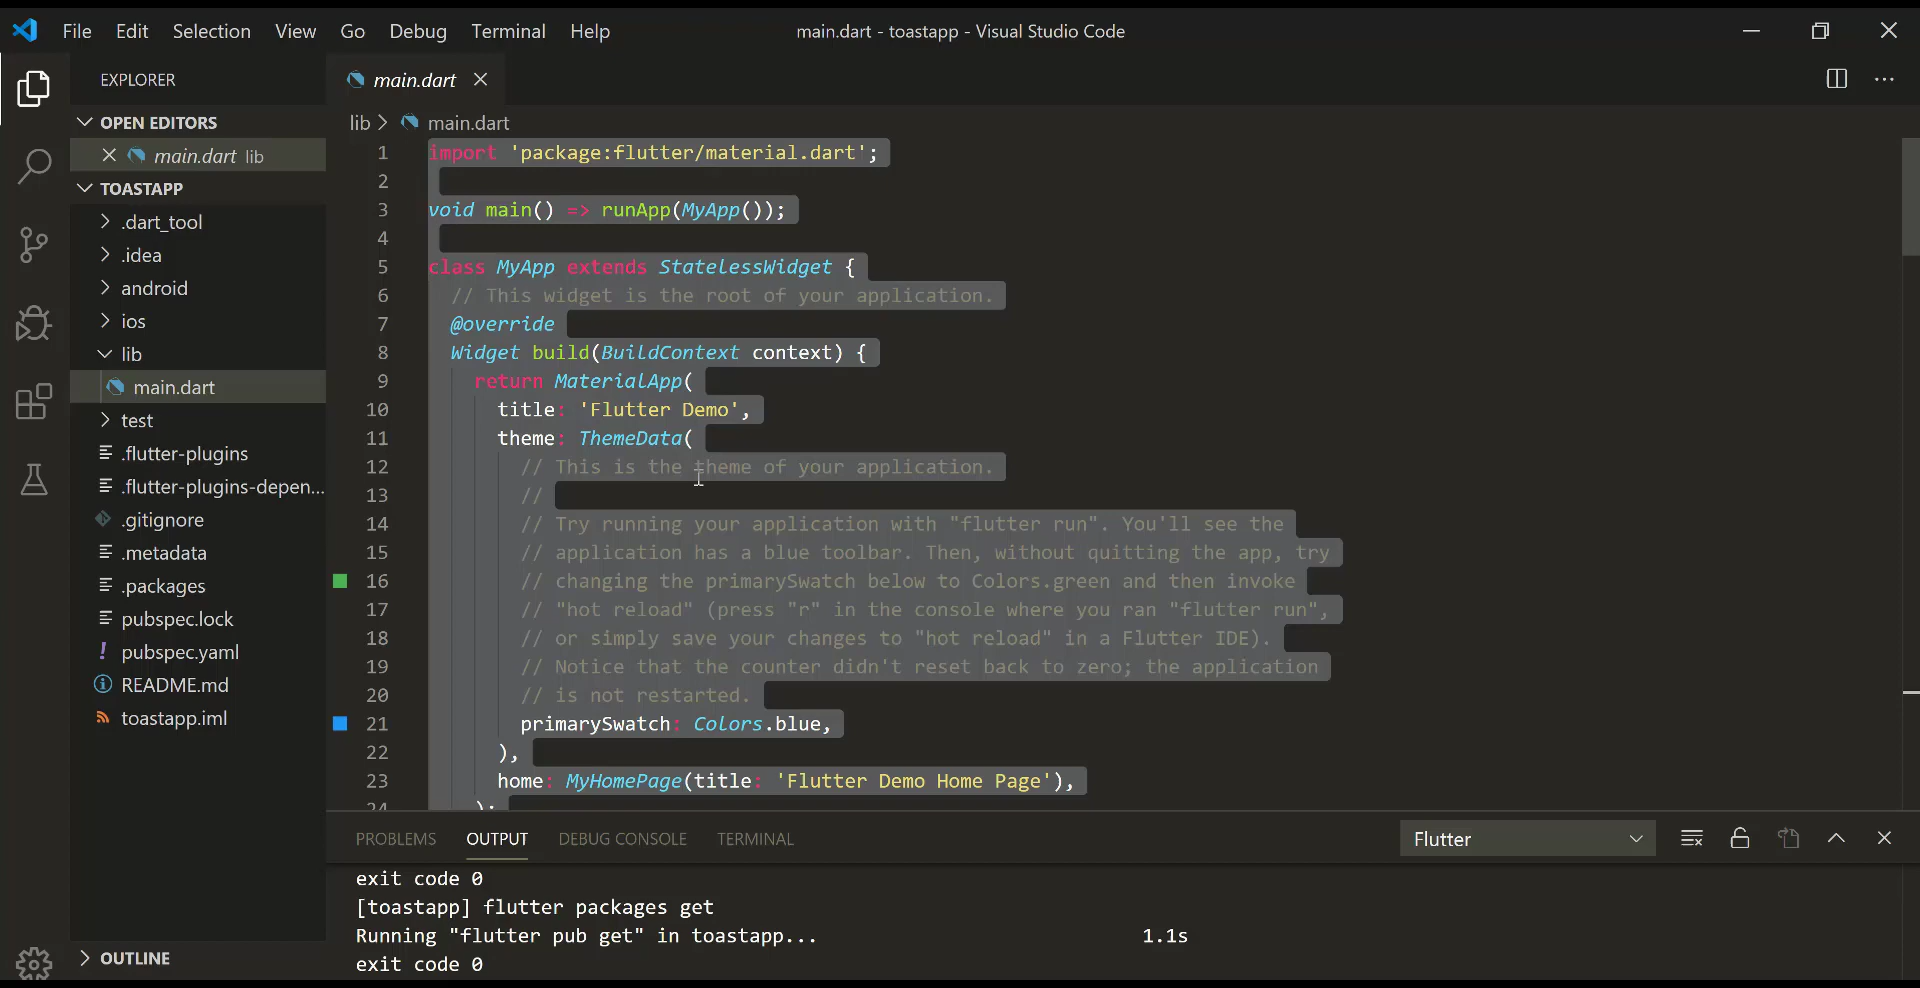 File Edit Selection View Go Debug Terminal Help
main.dart - toastapp - Visual Studio Code
EXPLORER
OPEN EDITORS
main.dart lib
TOASTAPP
.dart_tool
.idea
android
ios
lib
main.dart
test
.flutter-plugins
.flutter-plugins-depen...
.gitignore
.metadata
.packages
pubspec.lock
! pubspec.yaml
README.md
toastapp.iml
OUTLINE
main.dart
lib > main.dart
1 import 'package:flutter/material.dart';
2
3 void main() => runApp(MyApp());
4
5 class MyApp extends StatelessWidget {
6 // This widget is the root of your application.
7 @override
8 Widget build(BuildContext context) {
9 return MaterialApp(
10 title: 'Flutter Demo',
11 theme: ThemeData(
12 // This is the theme of your application.
13 //
14 // Try running your application with "flutter run". You'll see the
15 // application has a blue toolbar. Then, without quitting the app, try
16 // changing the primarySwatch below to Colors.green and then invoke
17 // "hot reload" (press "r" in the console where you ran "flutter run",
18 // or simply save your changes to "hot reload" in a Flutter IDE).
19 // Notice that the counter didn't reset back to zero; the application
20 // is not restarted.
21 primarySwatch: Colors.blue,
22 ),
23 home: MyHomePage(title: 'Flutter Demo Home Page'),
24 );
PROBLEMS OUTPUT DEBUG CONSOLE TERMINAL
Flutter
exit code 0
[toastapp] flutter packages get
Running "flutter pub get" in toastapp... 1.1s
exit code 0